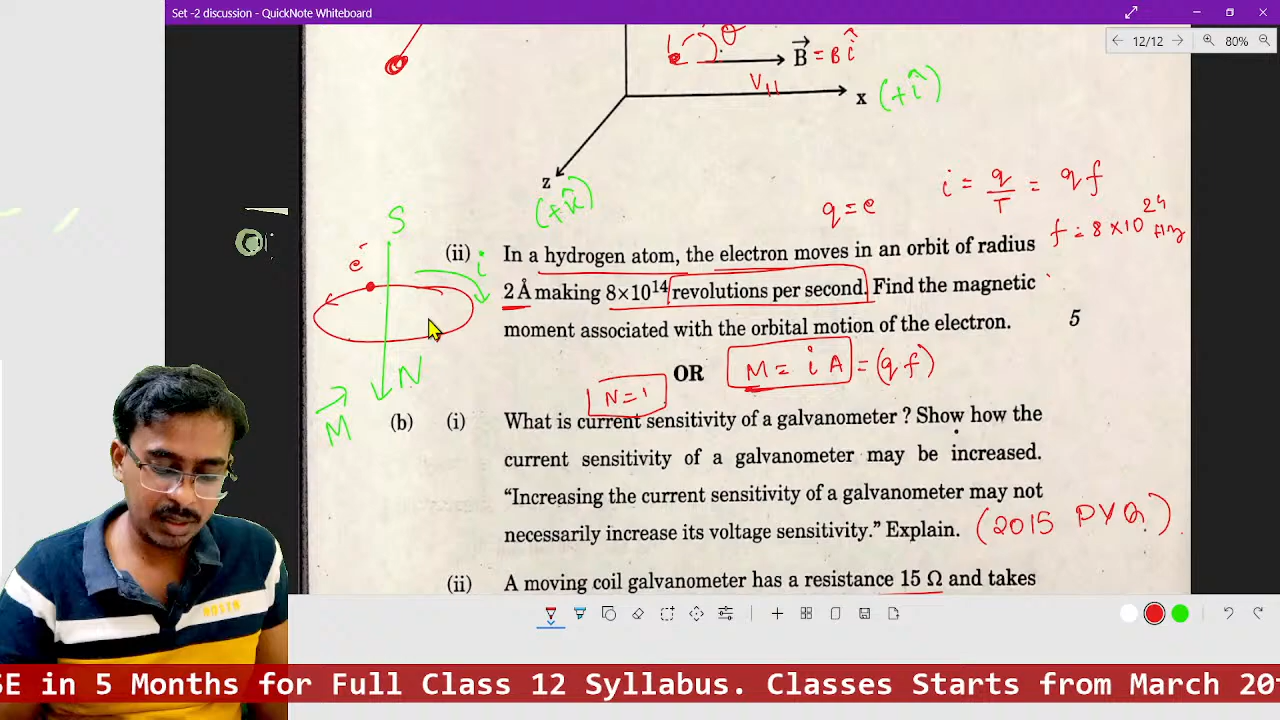 Set -2 discussion - QuickNote Whiteboard
12/12
80%
θ
B = B i
V11
x (+i)
z
(+k)
i = q/T = q f
q = e
f = 8×10^24 Hz
S
e-
i
(ii) In a hydrogen atom, the electron moves in an orbit of radius
2 Å making 8×10^14 revolutions per second. Find the magnetic
moment associated with the orbital motion of the electron. 5
N
M
OR
N=1
M = i A = (q f)
(b) (i) What is current sensitivity of a galvanometer ? Show how the
current sensitivity of a galvanometer may be increased.
“Increasing the current sensitivity of a galvanometer may not
necessarily increase its voltage sensitivity.” Explain. (2015 PYQ)
(ii) A moving coil galvanometer has a resistance 15 Ω and takes
SE in 5 Months for Full Class 12 Syllabus. Classes Starts from March 20